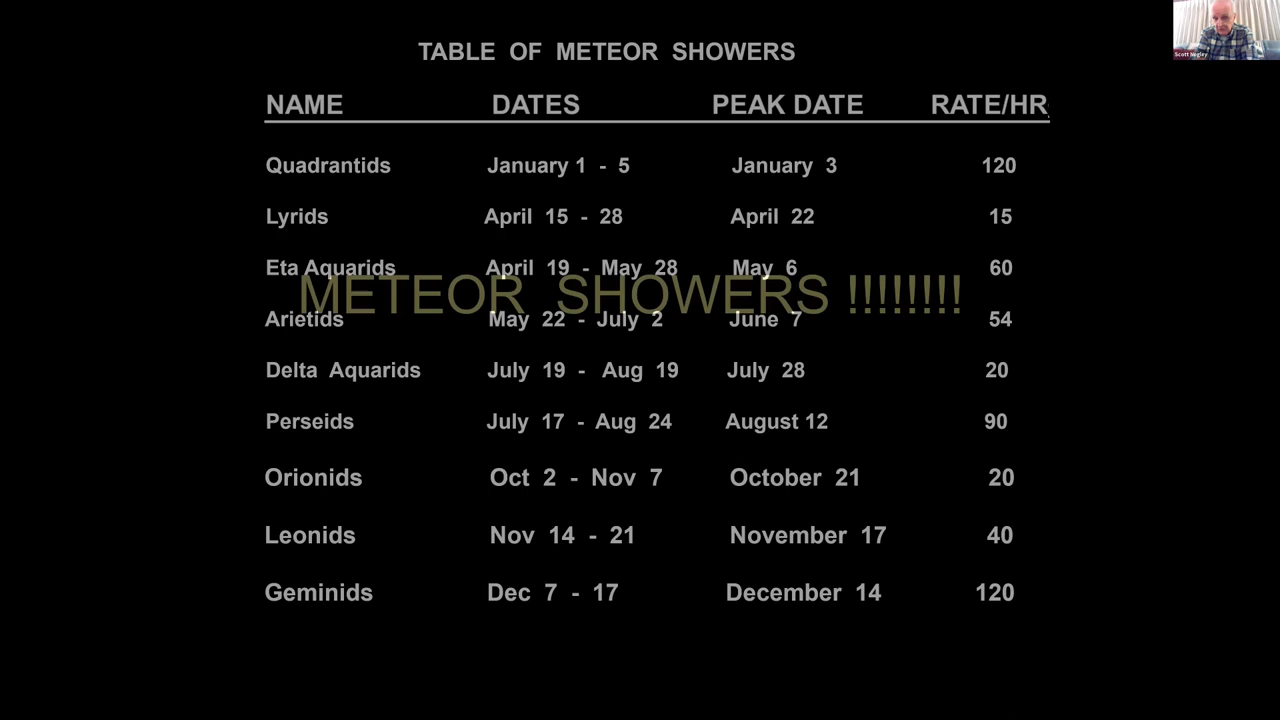 TABLE OF METEOR SHOWERS
NAME DATES PEAK DATE RATE/HR
Quadrantids January 1 - 5 January 3 120
Lyrids April 15 - 28 April 22 15
Eta Aquarids April 19 - May 28 May 6 60
METEOR SHOWERS !!!!!!!!
Arietids May 22 - July 2 June 7 54
Delta Aquarids July 19 - Aug 19 July 28 20
Perseids July 17 - Aug 24 August 12 90
Orionids Oct 2 - Nov 7 October 21 20
Leonids Nov 14 - 21 November 17 40
Geminids Dec 7 - 17 December 14 120
Scott Negley